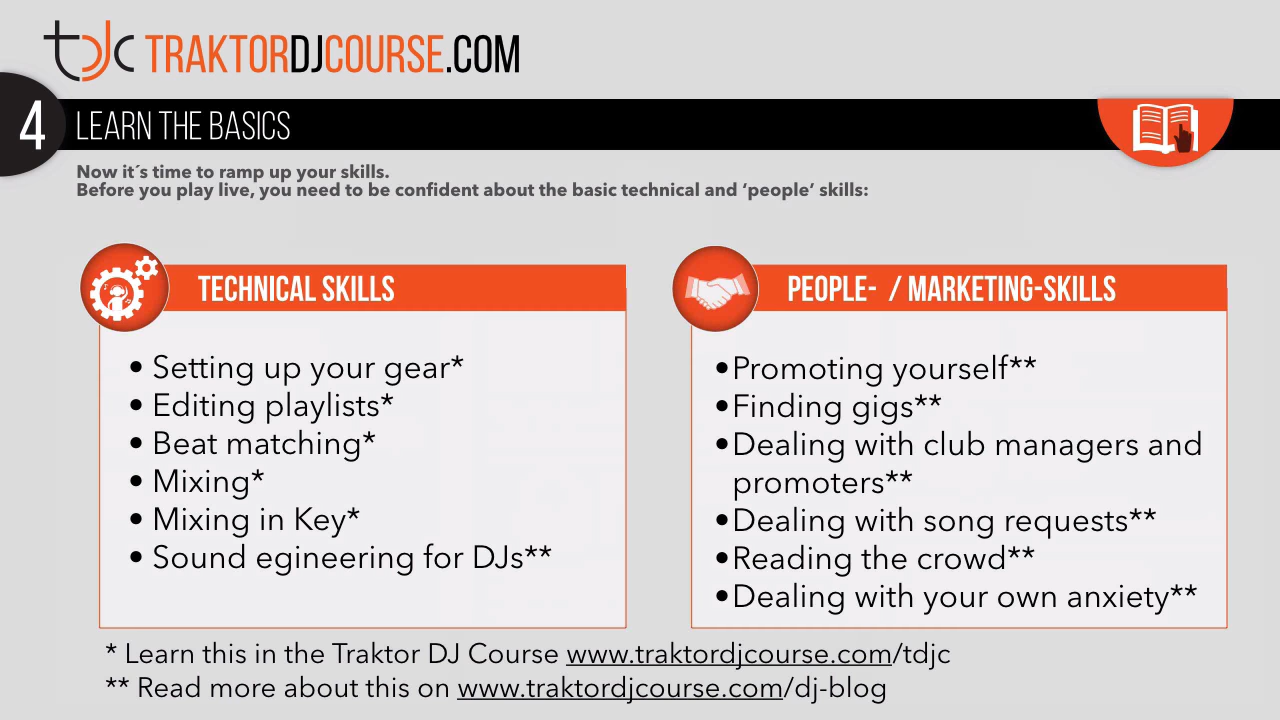 tdjc TRAKTORDJCOURSE.COM
4
LEARN THE BASICS
Now it´s time to ramp up your skills.
Before you play live, you need to be confident about the basic technical and ‘people’ skills:
TECHNICAL SKILLS
• Setting up your gear*
• Editing playlists*
• Beat matching*
• Mixing*
• Mixing in Key*
• Sound egineering for DJs**
PEOPLE- / MARKETING-SKILLS
•Promoting yourself**
•Finding gigs**
•Dealing with club managers and
promoters**
•Dealing with song requests**
•Reading the crowd**
•Dealing with your own anxiety**
* Learn this in the Traktor DJ Course www.traktordjcourse.com/tdjc
** Read more about this on www.traktordjcourse.com/dj-blog